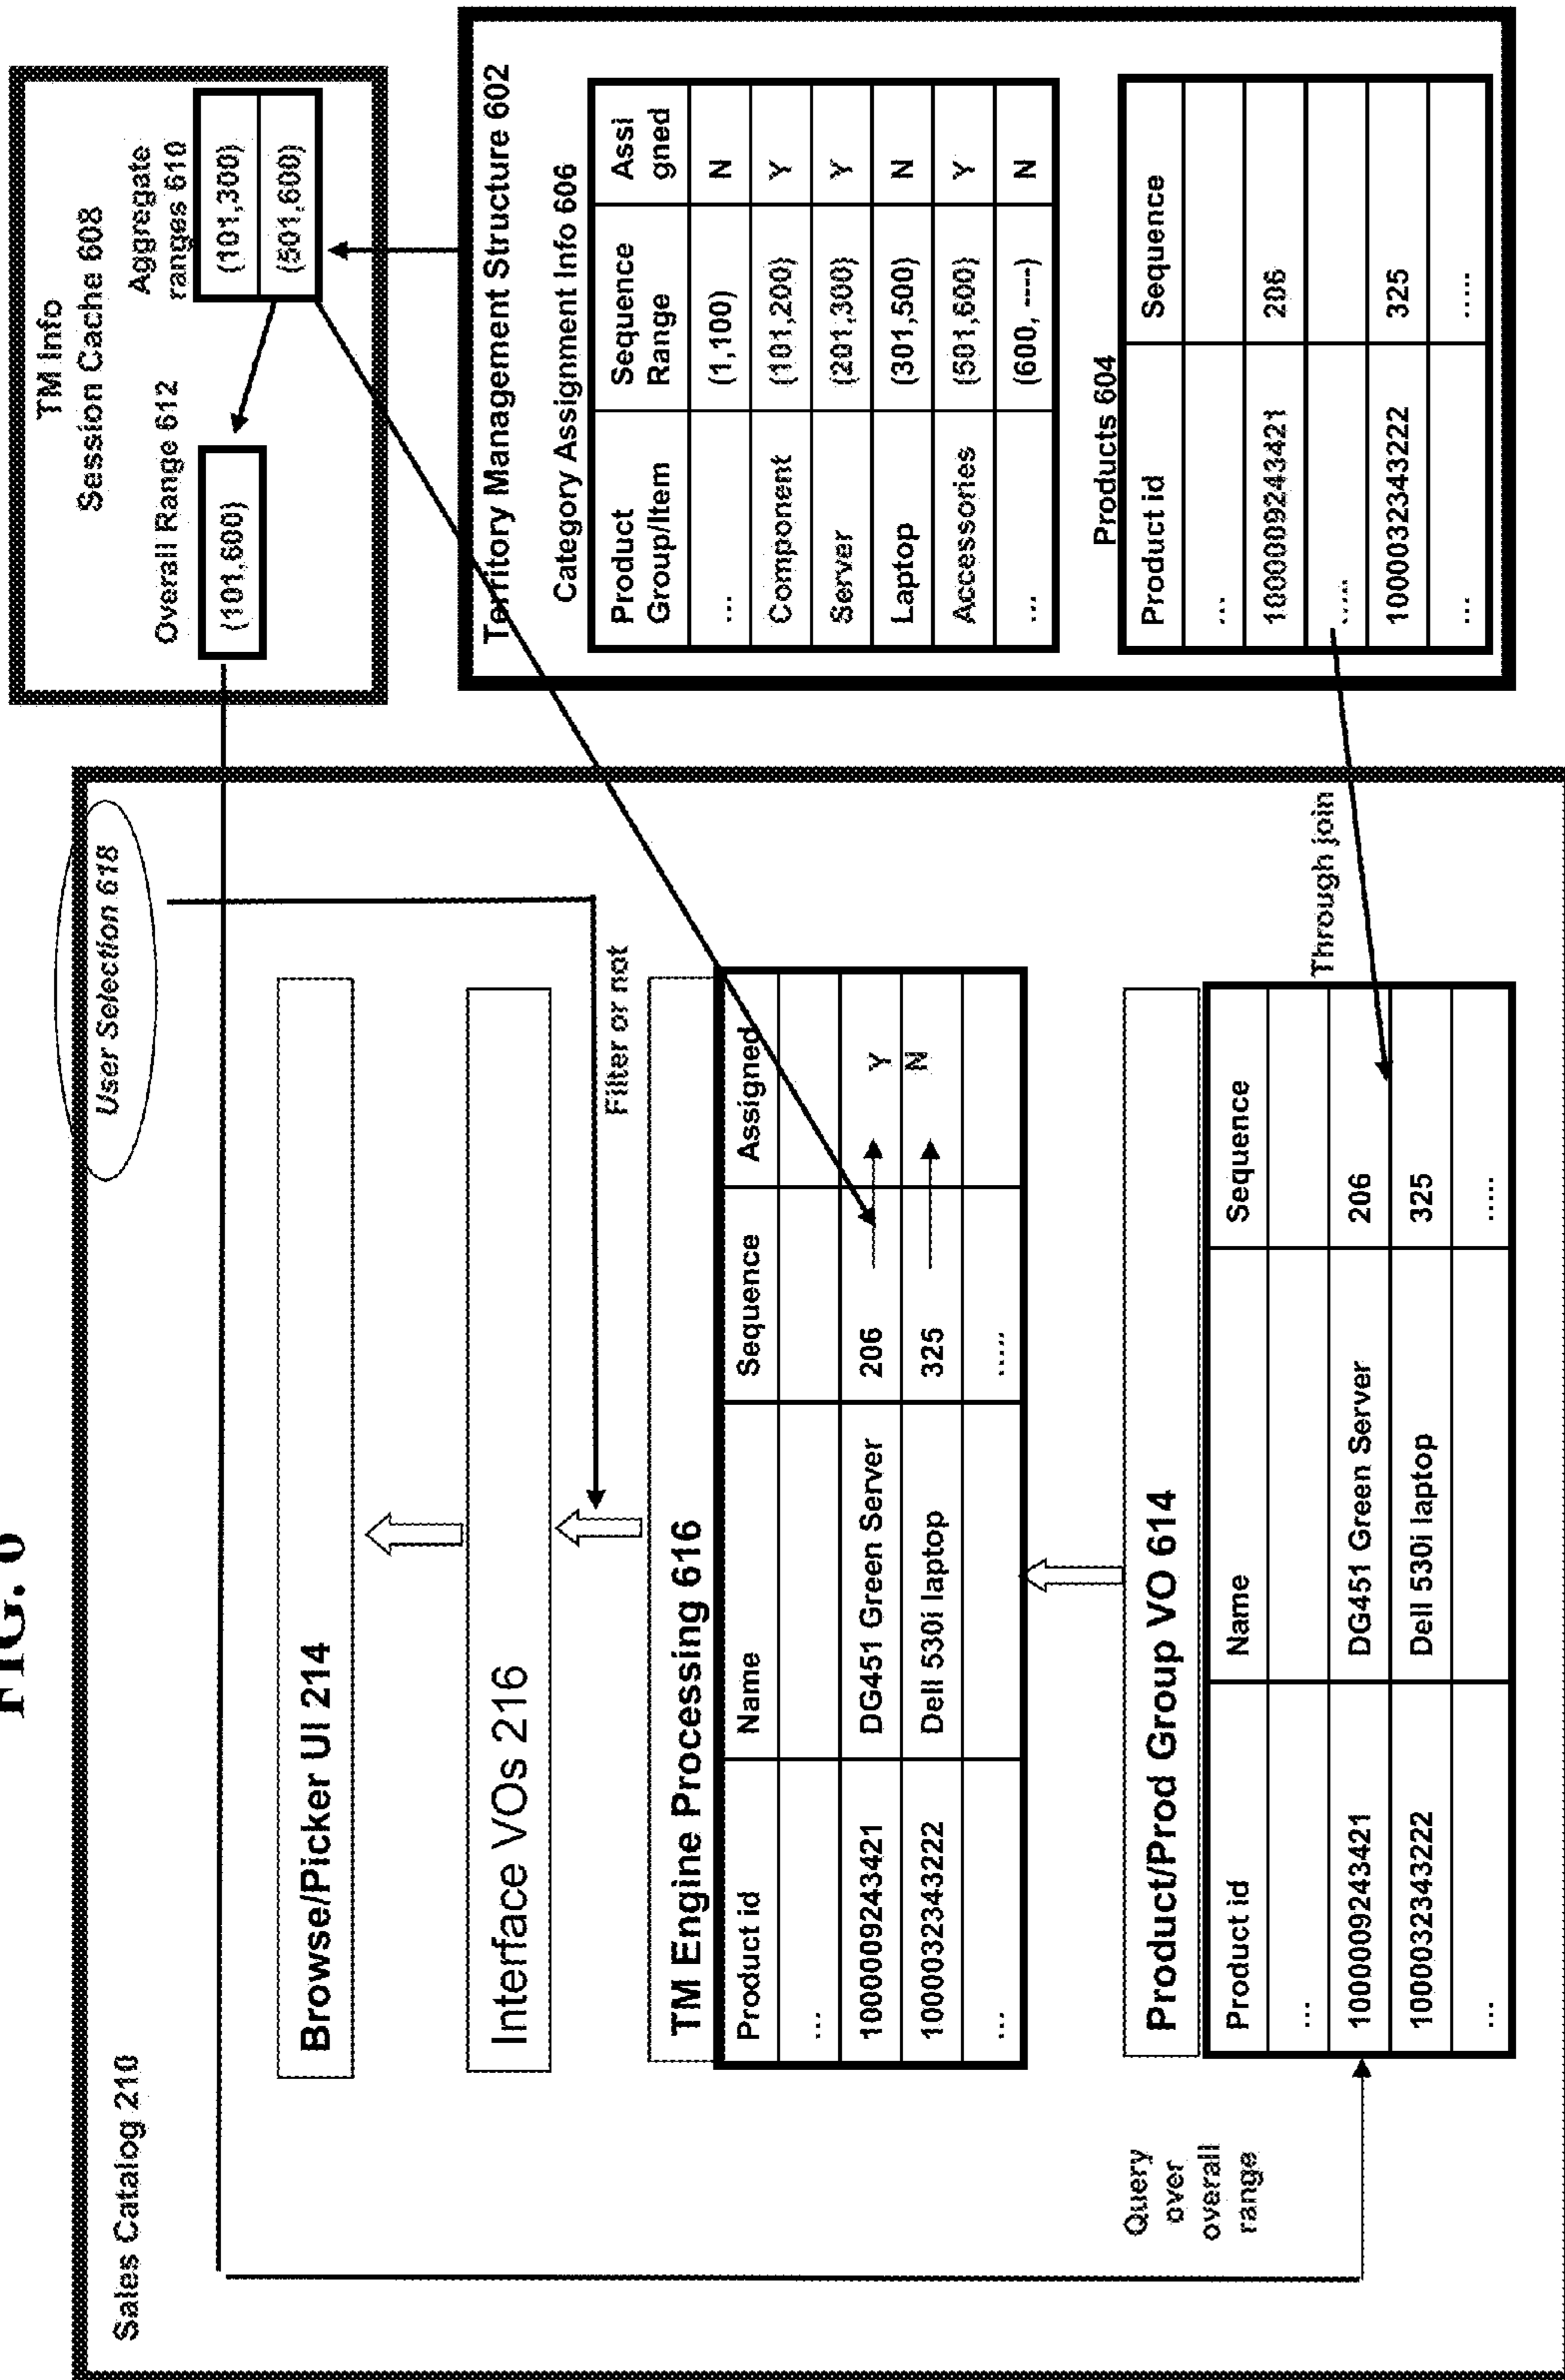 FIG. 6
Sales Catalog 210
User Selection 618
Browse/Picker UI 214
Interface VOs 216
Filter or not
TM Engine Processing 616
Product id Name Sequence Assigned
...
1000009243421 DG451 Green Server 206 Y
1000032343222 Dell 530i laptop 325 N
... .....
Product/Prod Group VO 614
Product id Name Sequence
...
1000009243421 DG451 Green Server 206
1000032343222 Dell 530i laptop 325
... .....
Query
over
overall
range
Through join
TM Info
Session Cache 608
Overall Range 612
(101,600)
Aggregate
ranges 610
(101,300)
(501,600)
Territory Management Structure 602
Category Assignment Info 606
Product
Group/Item
Sequence
Range
Assi
gned
... (1,100) N
Component (101,200) Y
Server (201,300) Y
Laptop (301,500) N
Accessories (501,600) Y
... (600, ----) N
Products 604
Product id Sequence
...
1000009243421 206
.....
1000032343222 325
... .....